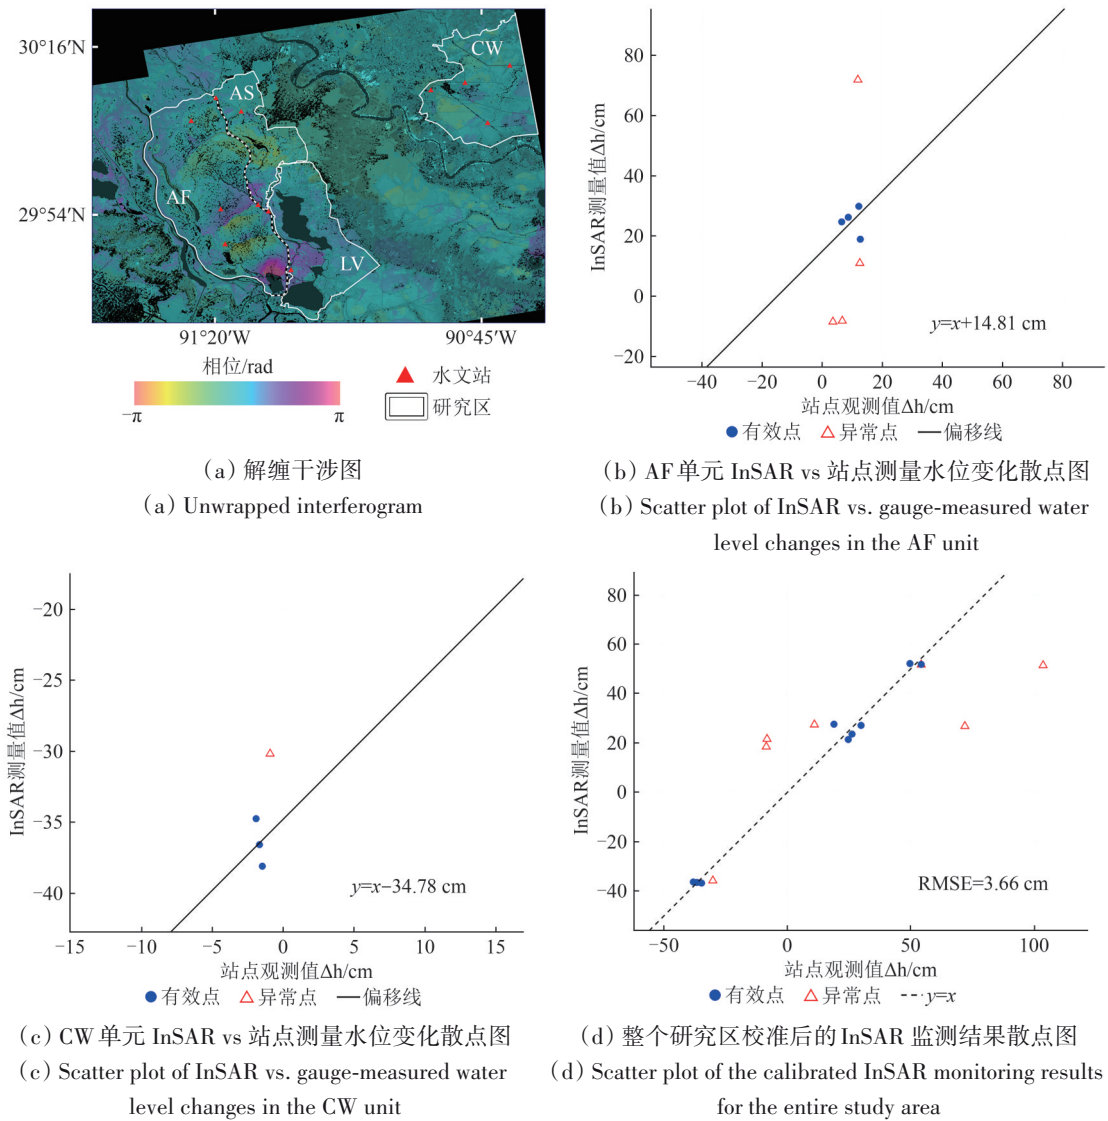 30°16′N
29°54′N
CW
AS
AF
LV
91°20′W
90°45′W
相位/rad
−π
π
水文站
研究区
(a) 解缠干涉图
(a) Unwrapped interferogram
80
60
40
20
0
−20
InSAR测量值Δh/cm
y=x+14.81 cm
−40
−20
0
20
40
60
80
站点观测值Δh/cm
有效点
异常点
偏移线
(b) AF单元 InSAR vs 站点测量水位变化散点图
(b) Scatter plot of InSAR vs. gauge-measured water
level changes in the AF unit
−20
−25
−30
−35
−40
InSAR测量值Δh/cm
y=x−34.78 cm
−15
−10
−5
0
5
10
15
站点观测值Δh/cm
有效点
异常点
偏移线
(c) CW单元 InSAR vs 站点测量水位变化散点图
(c) Scatter plot of InSAR vs. gauge-measured water
level changes in the CW unit
80
60
40
20
0
−20
−40
InSAR测量值Δh/cm
RMSE=3.66 cm
−50
0
50
100
站点观测值Δh/cm
有效点
异常点
y=x
(d) 整个研究区校准后的InSAR 监测结果散点图
(d) Scatter plot of the calibrated InSAR monitoring results
for the entire study area